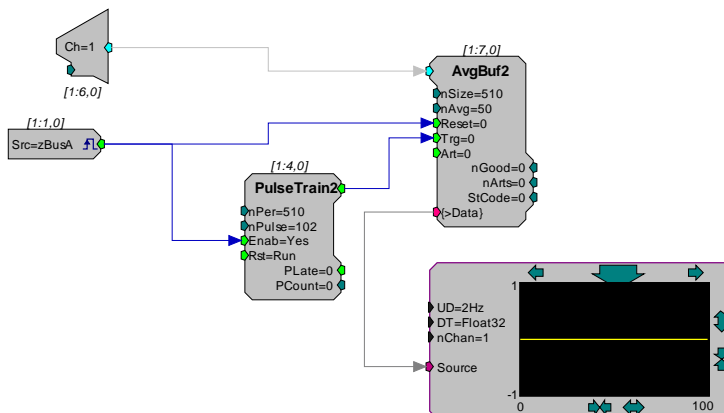 Ch=1
[1:6,0]
[1:1,0]
Src=zBusA
[1:4,0]
PulseTrain2
nPer=510
nPulse=102
Enab=Yes
Rst=Run
PLate=0
PCount=0
[1:7,0]
AvgBuf2
nSize=510
nAvg=50
Reset=0
Trg=0
Art=0
nGood=0
nArts=0
StCode=0
{>Data}
UD=2Hz
DT=Float32
nChan=1
Source
1
-1
0
100